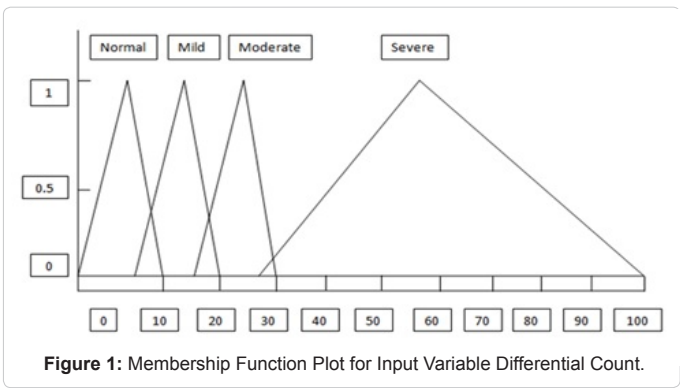 Normal Mild Moderate Severe
1
0.5
0
0 10 20 30 40 50 60 70 80 90 100
Figure 1: Membership Function Plot for Input Variable Differential Count.